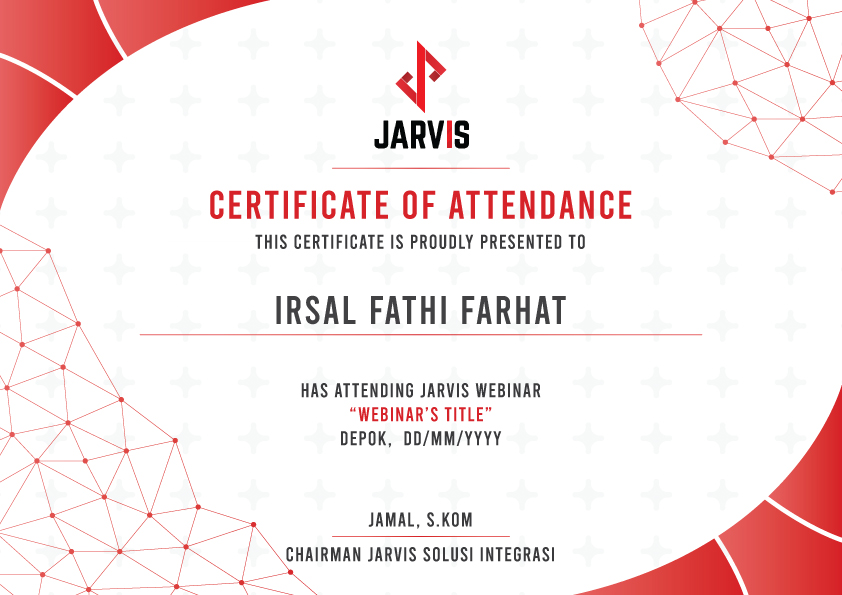 JARVIS
CERTIFICATE OF ATTENDANCE
THIS CERTIFICATE IS PROUDLY PRESENTED TO
IRSAL FATHI FARHAT
HAS ATTENDING JARVIS WEBINAR
“WEBINAR’S TITLE”
DEPOK, DD/MM/YYYY
JAMAL, S.KOM
CHAIRMAN JARVIS SOLUSI INTEGRASI